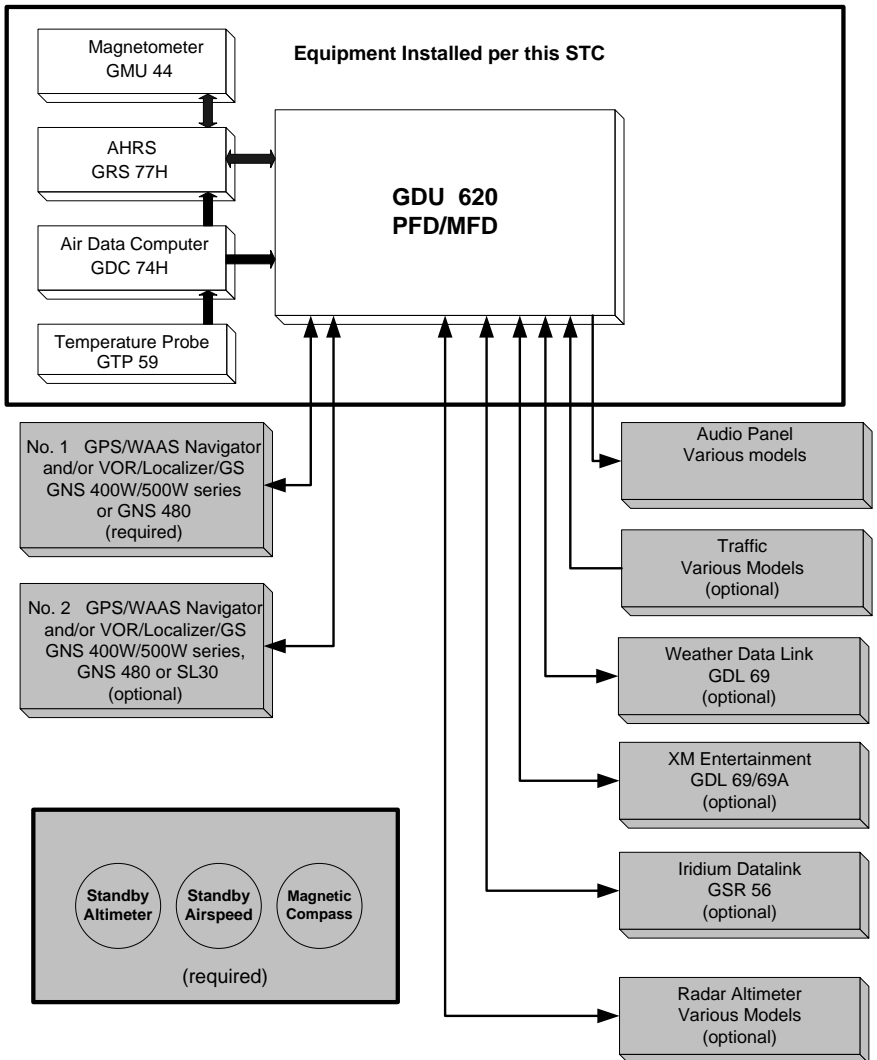 Equipment Installed per this STC
Magnetometer
GMU 44
AHRS
GRS 77H
Air Data Computer
GDC 74H
Temperature Probe
GTP 59
GDU 620
PFD/MFD
No. 1 GPS/WAAS Navigator
and/or VOR/Localizer/GS
GNS 400W/500W series
or GNS 480
(required)
No. 2 GPS/WAAS Navigator
and/or VOR/Localizer/GS
GNS 400W/500W series,
GNS 480 or SL30
(optional)
Standby
Altimeter
Standby
Airspeed
Magnetic
Compass
(required)
Audio Panel
Various models
Traffic
Various Models
(optional)
Weather Data Link
GDL 69
(optional)
XM Entertainment
GDL 69/69A
(optional)
Iridium Datalink
GSR 56
(optional)
Radar Altimeter
Various Models
(optional)